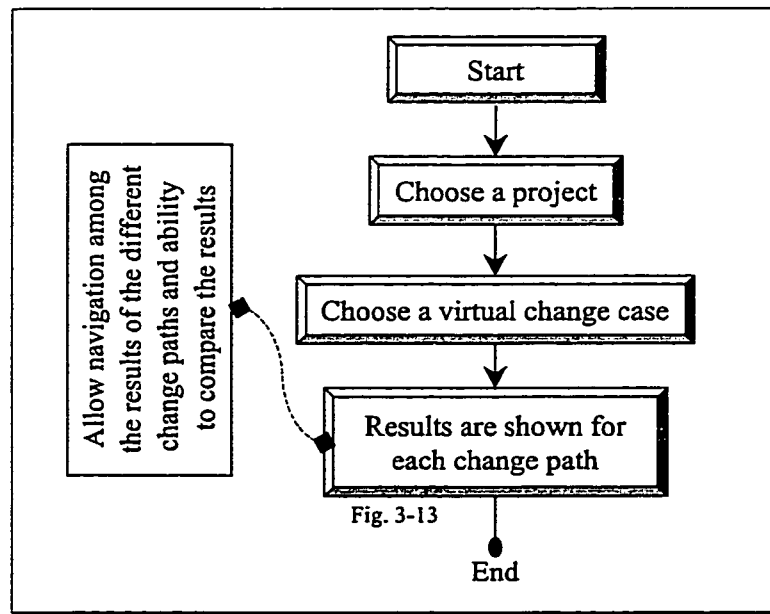 Start
Choose a project
Choose a virtual change case
Results are shown for
each change path
Fig. 3-13
End
Allow navigation among
the results of the different
change paths and ability
to compare the results